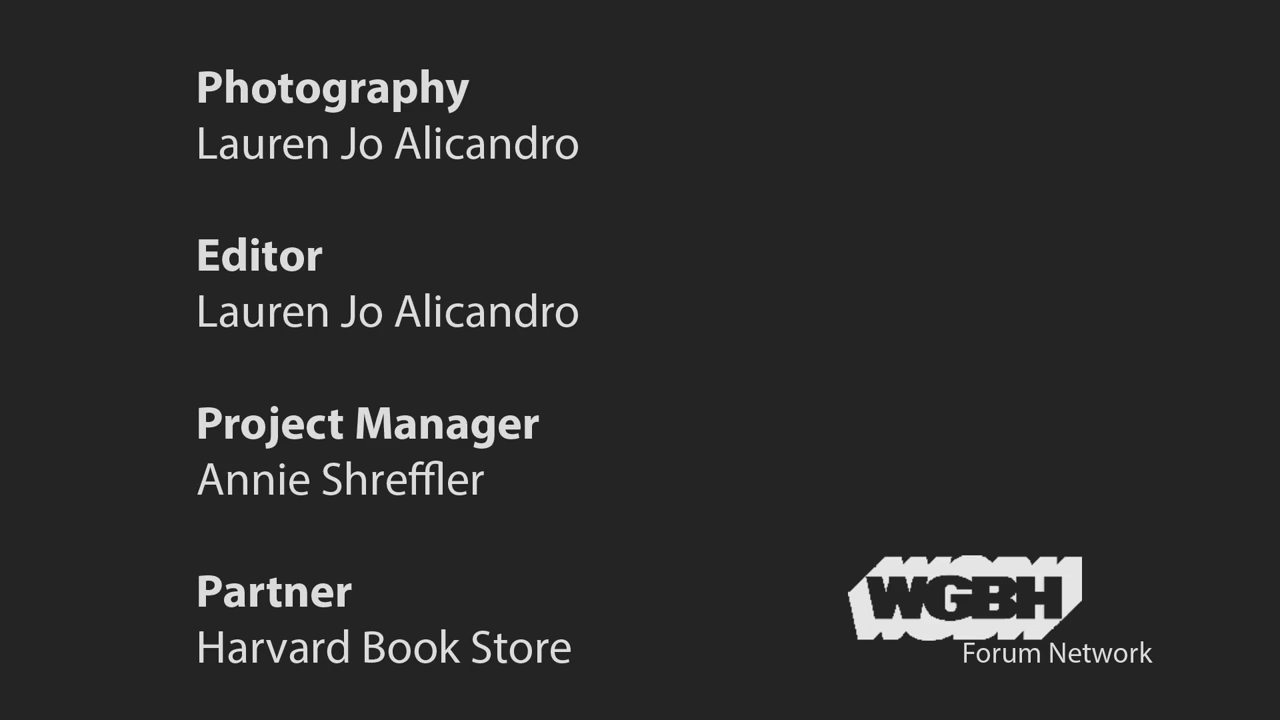 Photography
Lauren Jo Alicandro
Editor
Lauren Jo Alicandro
Project Manager
Annie Shreffler
Partner
Harvard Book Store
WGBH
Forum Network